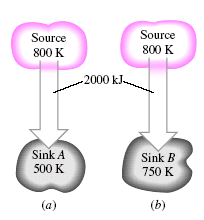 Source
800 K
Source
800 K
2000 kJ
Sink A
500 K
Sink B
750 K
(a)
(b)